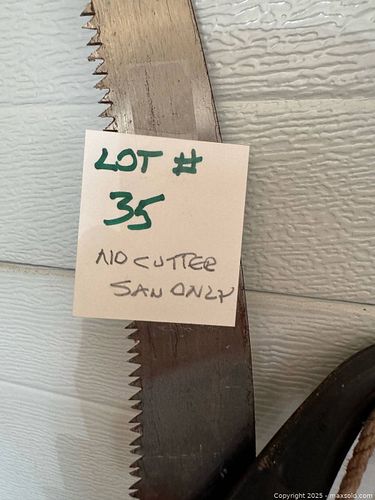 LOT #
35
NO CUTTER
SAW ONLY
Copyright 2025 - maxsold.com